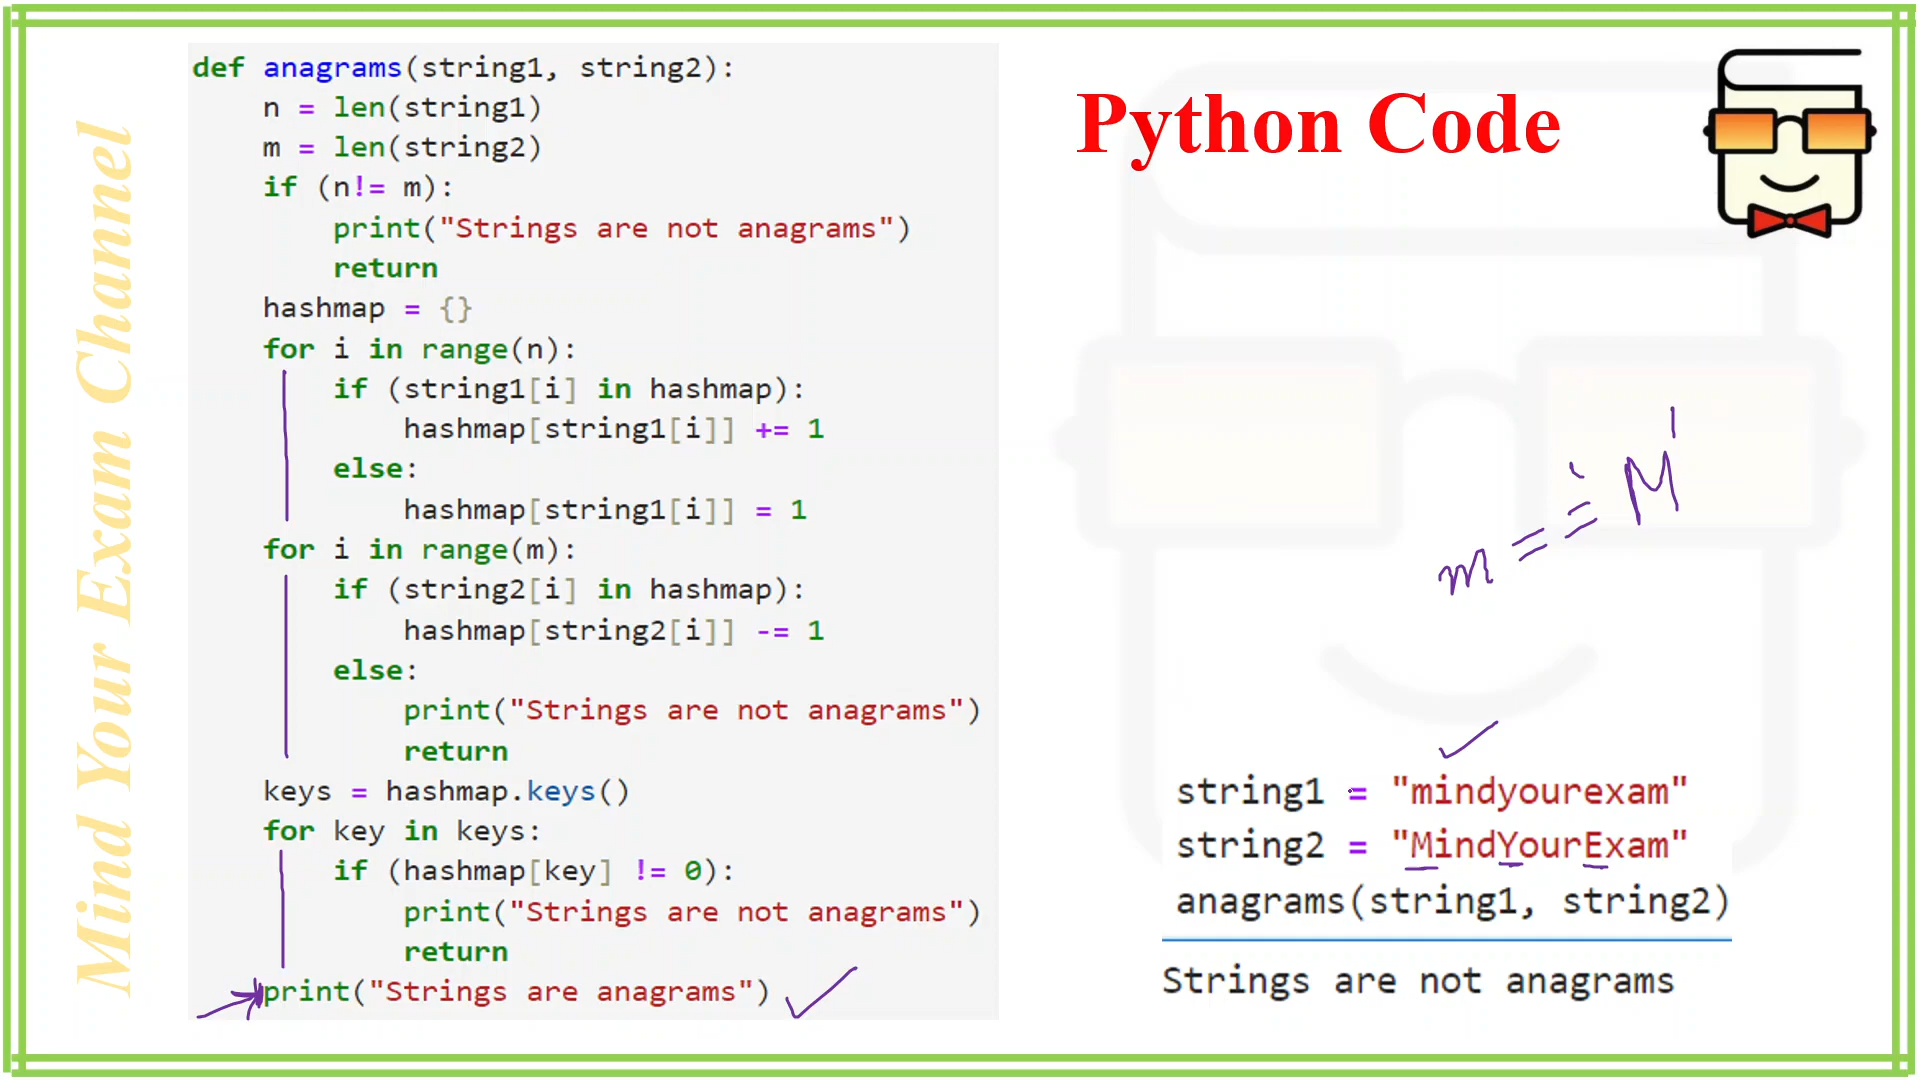 Mind Your Exam Channel
def anagrams(string1, string2):
    n = len(string1)
    m = len(string2)
    if (n!= m):
        print("Strings are not anagrams")
        return
    hashmap = {}
    for i in range(n):
        if (string1[i] in hashmap):
            hashmap[string1[i]] += 1
        else:
            hashmap[string1[i]] = 1
    for i in range(m):
        if (string2[i] in hashmap):
            hashmap[string2[i]] -= 1
        else:
            print("Strings are not anagrams")
            return
    keys = hashmap.keys()
    for key in keys:
        if (hashmap[key] != 0):
            print("Strings are not anagrams")
            return
    print("Strings are anagrams")
Python Code
m == M
string1 = "mindyourexam"
string2 = "MindYourExam"
anagrams(string1, string2)
Strings are not anagrams